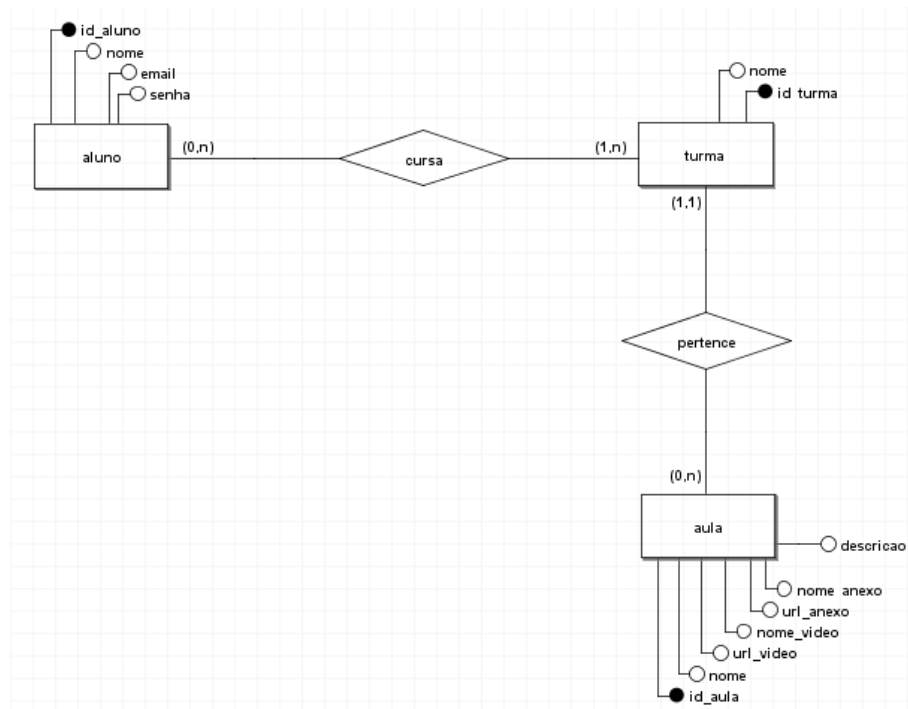 id_aluno
nome
email
senha
aluno
(0,n)
cursa
(1,n)
nome
id turma
turma
(1,1)
pertence
(0,n)
aula
descricao
nome anexo
url_anexo
nome_video
url_video
nome
id_aula